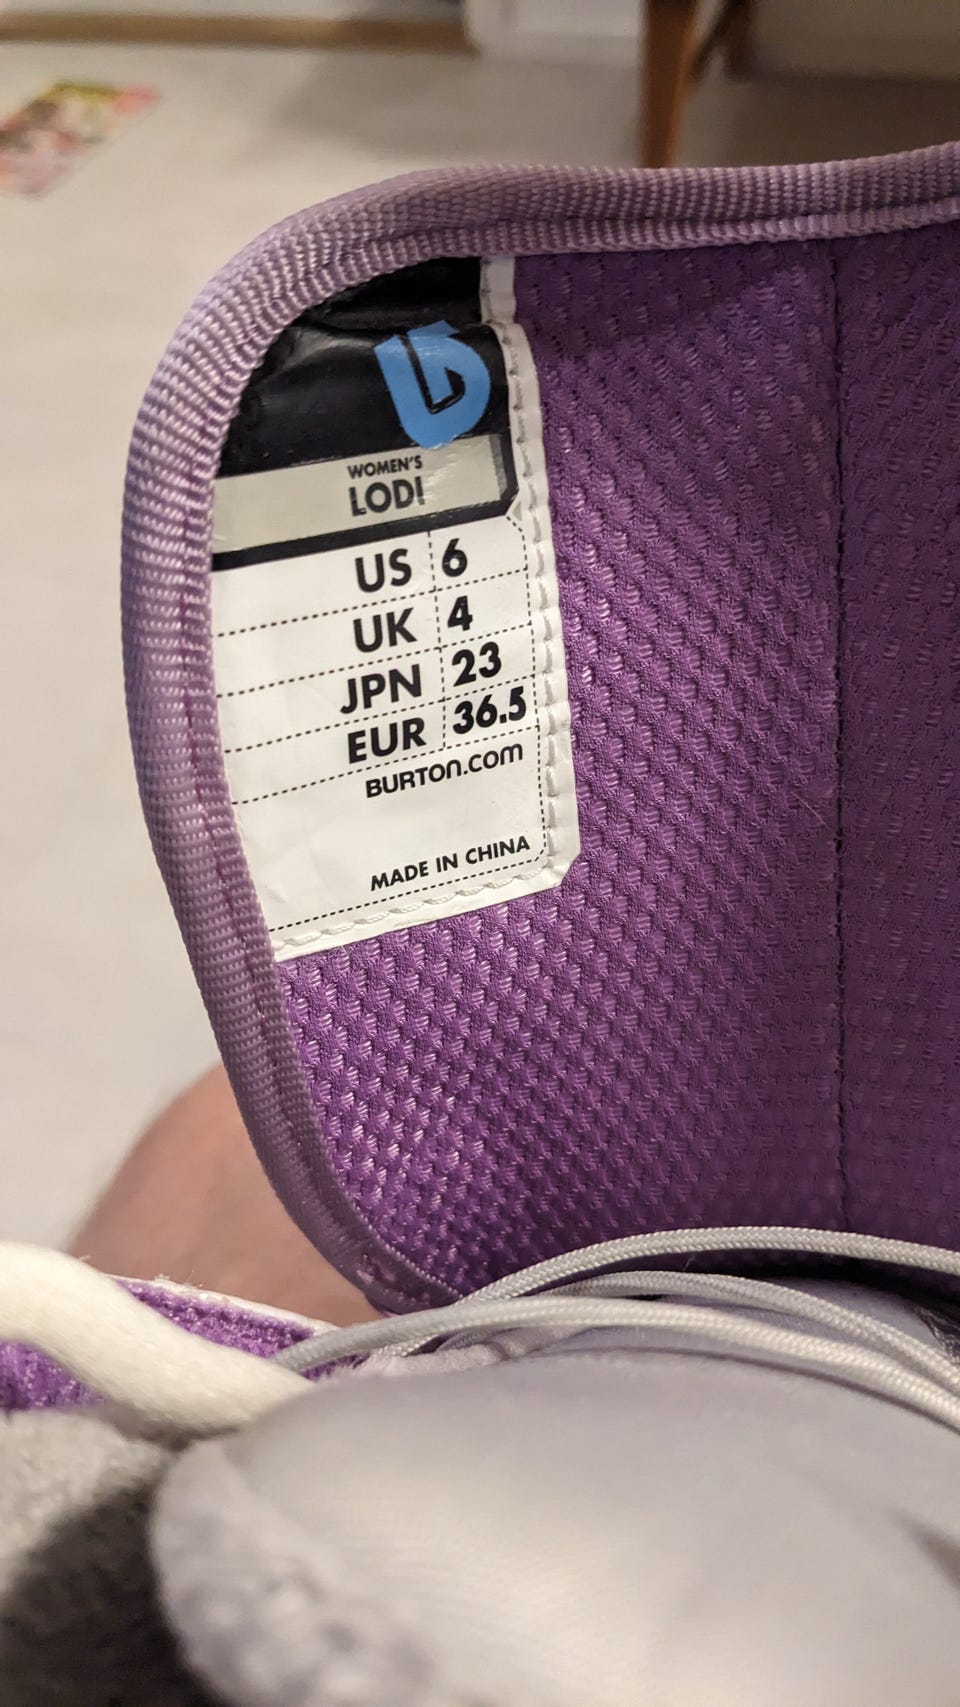 WOMEN'S
LODI
US 6
UK 4
JPN 23
EUR 36.5
BURTON.COM
MADE IN CHINA